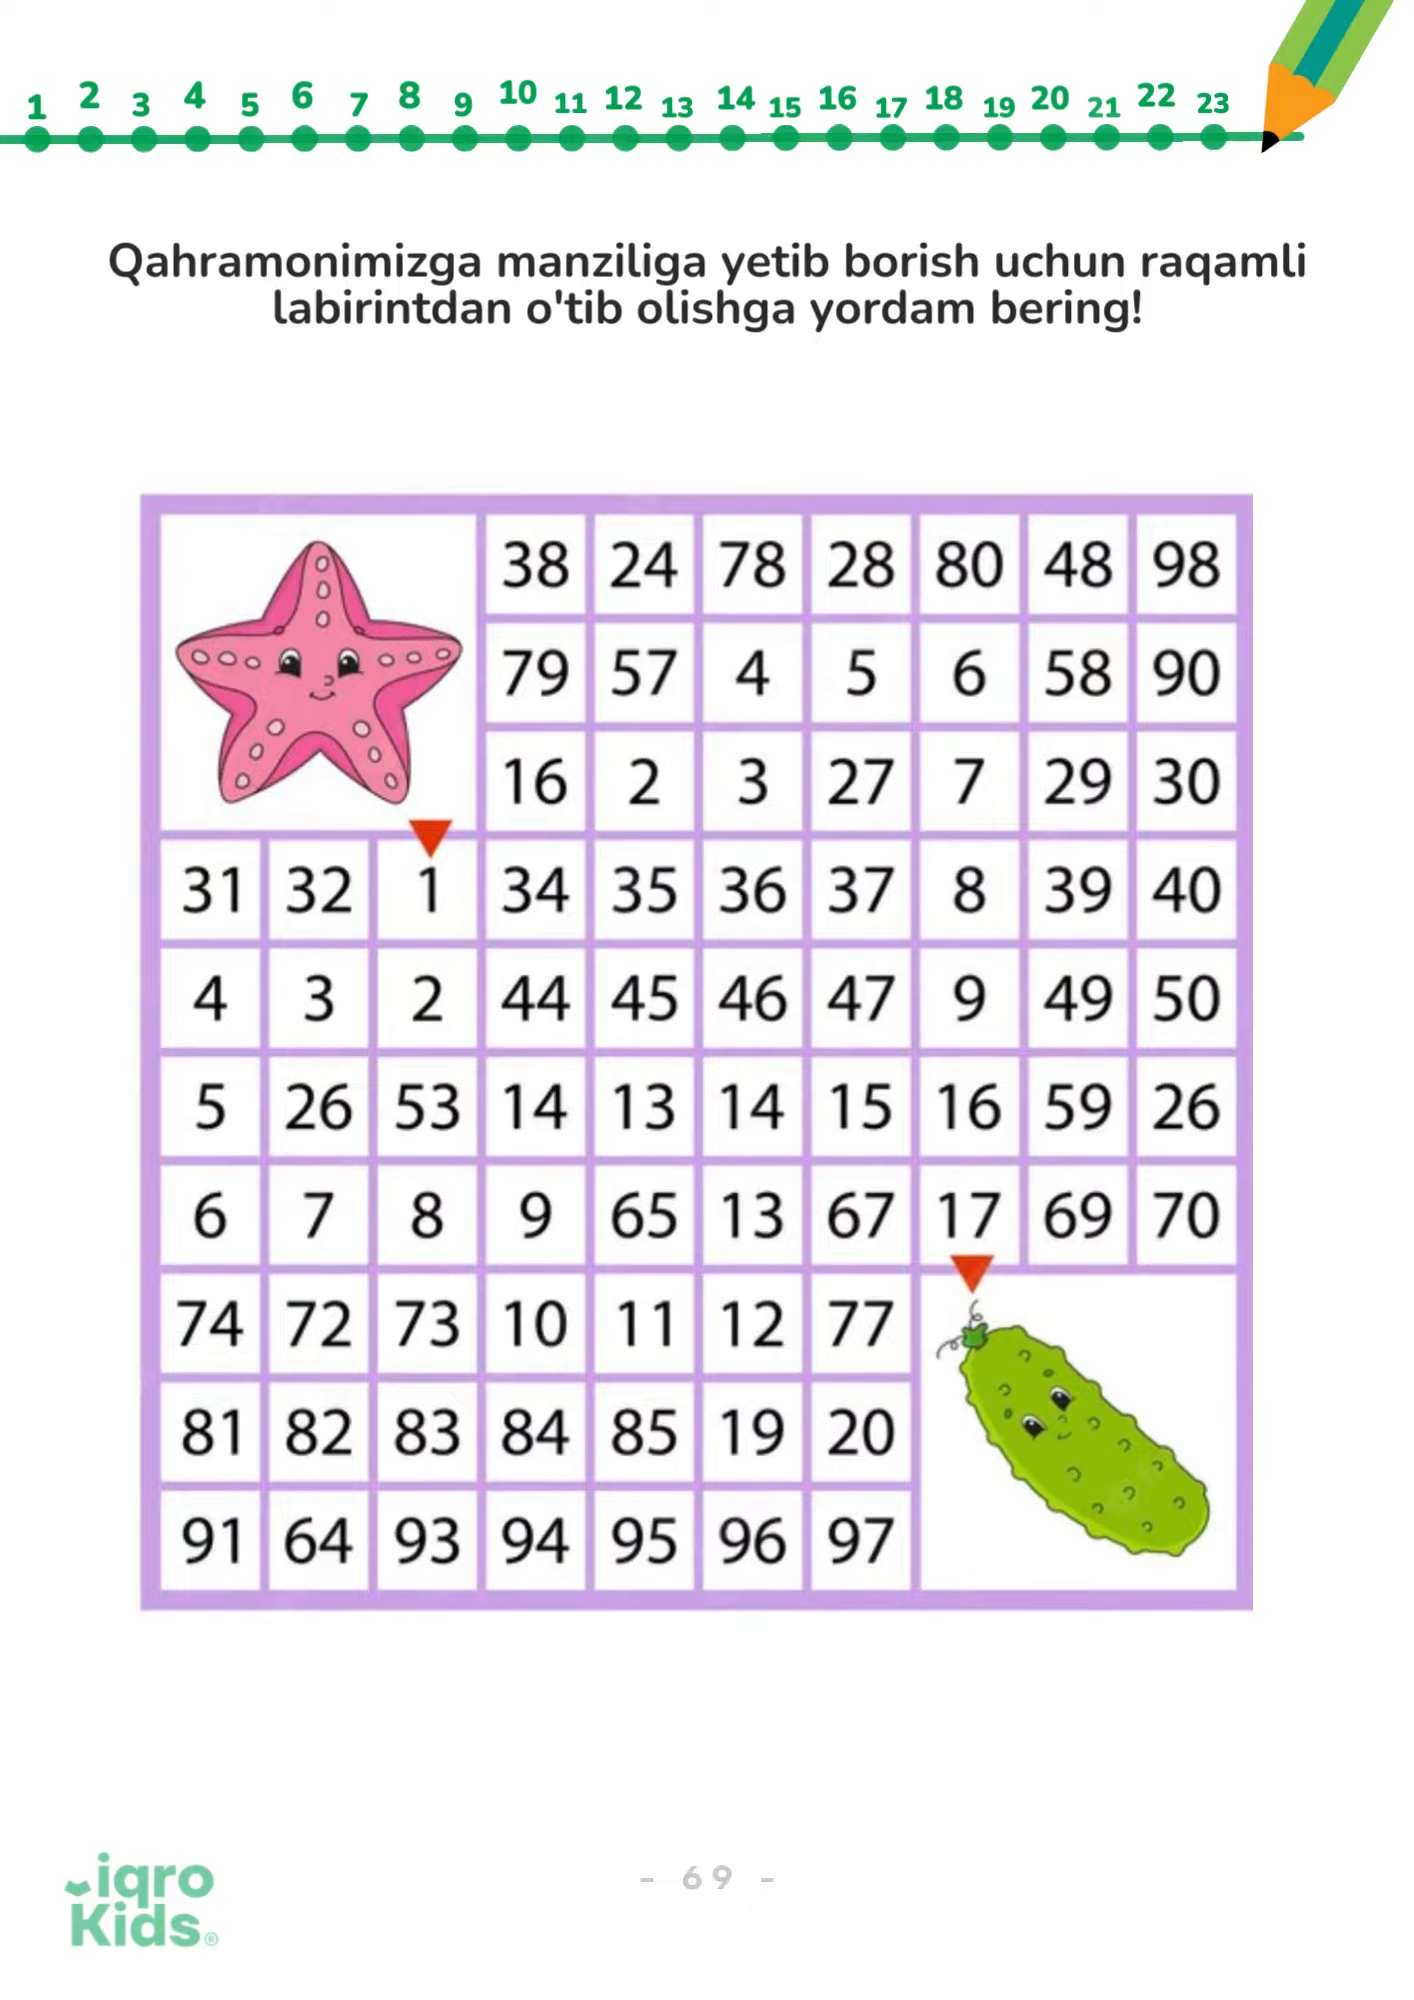 1 2 3 4 5 6 7 8 9 10 11 12 13 14 15 16 17 18 19 20 21 22 23
Qahramonimizga manziliga yetib borish uchun raqamli
labirintdan o'tib olishga yordam bering!
38 24 78 28 80 48 98
79 57 4 5 6 58 90
16 2 3 27 7 29 30
31 32 1 34 35 36 37 8 39 40
4 3 2 44 45 46 47 9 49 50
5 26 53 14 13 14 15 16 59 26
6 7 8 9 65 13 67 17 69 70
74 72 73 10 11 12 77
81 82 83 84 85 19 20
91 64 93 94 95 96 97
iqro
Kids®
- 69 -